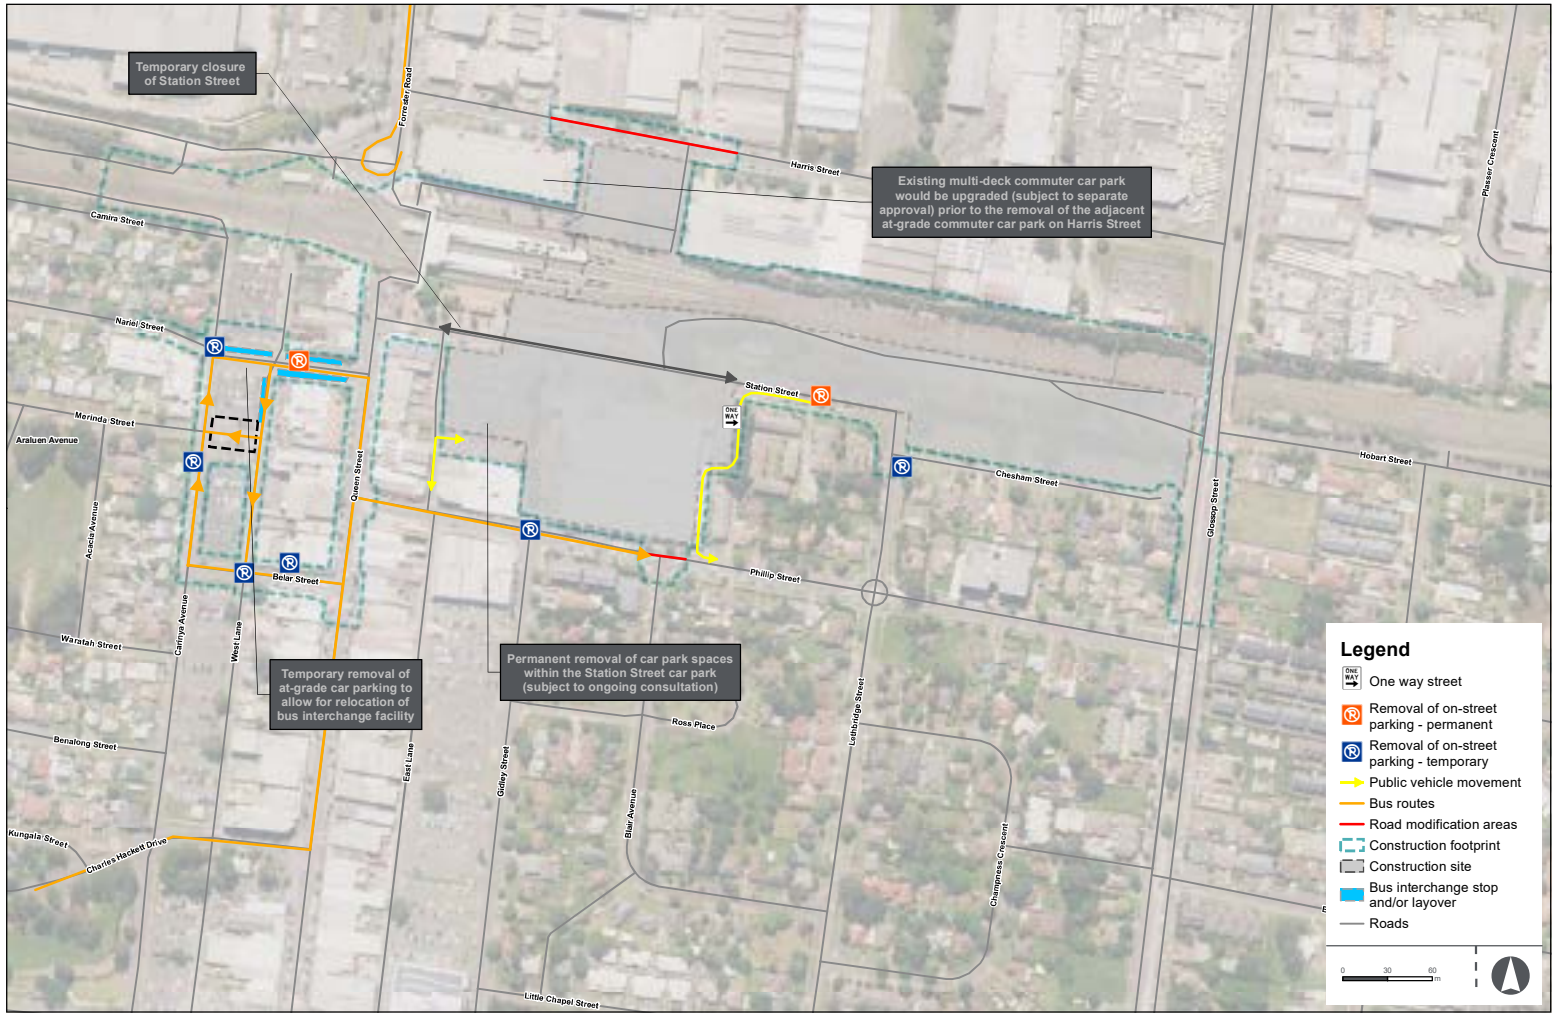 Temporary closure
of Station Street
Forrester Road
Harris Street
Existing multi-deck commuter car park
would be upgraded (subject to separate
approval) prior to the removal of the adjacent
at-grade commuter car park on Harris Street
Plasser Crescent
Camira Street
Nariel Street
Station Street
ONE
WAY
Merinda Street
Araluen Avenue
Queen Street
Hobart Street
Chesham Street
Glossop Street
Acacia Avenue
Belar Street
Phillip Street
Carinya Avenue
West Lane
Waratah Street
Temporary removal of
at-grade car parking to
allow for relocation of
bus interchange facility
Permanent removal of car park spaces
within the Station Street car park
(subject to ongoing consultation)
Ross Place
Lethbridge Street
Benalong Street
East Lane
Gidley Street
Blair Avenue
Kungala Street
Charles Hackett Drive
Champness Crescent
Little Chapel Street
E
Legend
ONE
WAY
One way street
Removal of on-street
parking - permanent
Removal of on-street
parking - temporary
Public vehicle movement
Bus routes
Road modification areas
Construction footprint
Construction site
Bus interchange stop
and/or layover
Roads
0 30 60
m